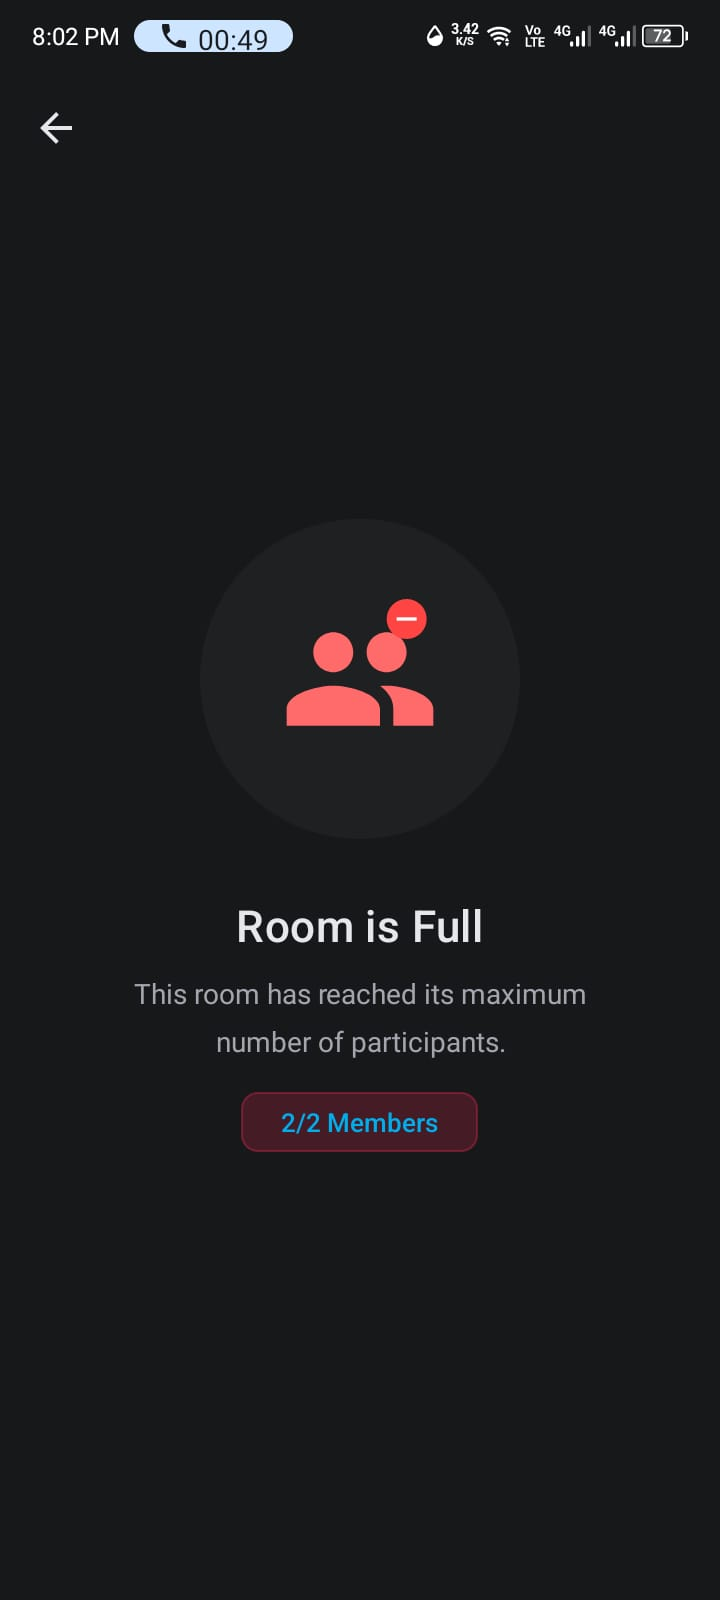 8:02 PM 00:49 3.42 K/S Vo LTE 4G 4G 72
Room is Full
This room has reached its maximum
number of participants.
2/2 Members